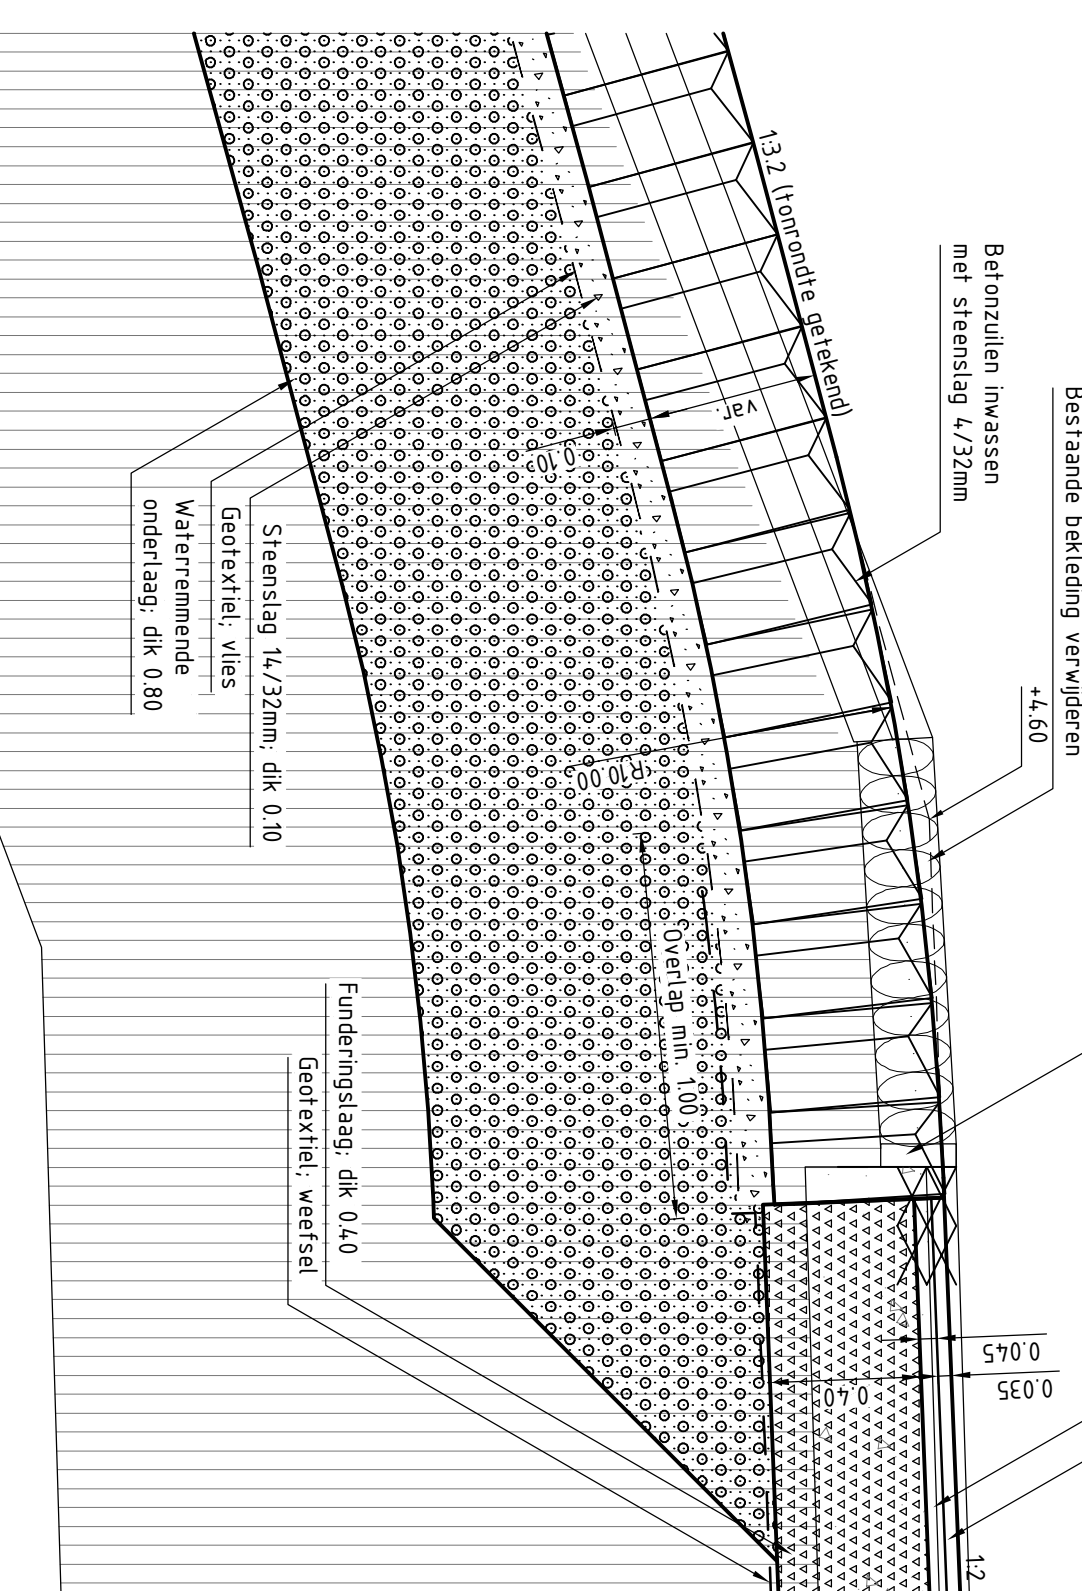 Bestaande bekleding verwijderen
+4.60
Betonzuilen inwassen
met steenslag 4/32mm
1:3.2 (tonrondte getekend)
var.
0.10
R10.00
Overlap min. 1.00
Steenslag 14/32mm; dik 0.10
Geotextiel; vlies
Waterremmende
onderlaag; dik 0.80
Funderingslaag; dik 0.40
Geotextiel; weefsel
0.045
0.035
0.40